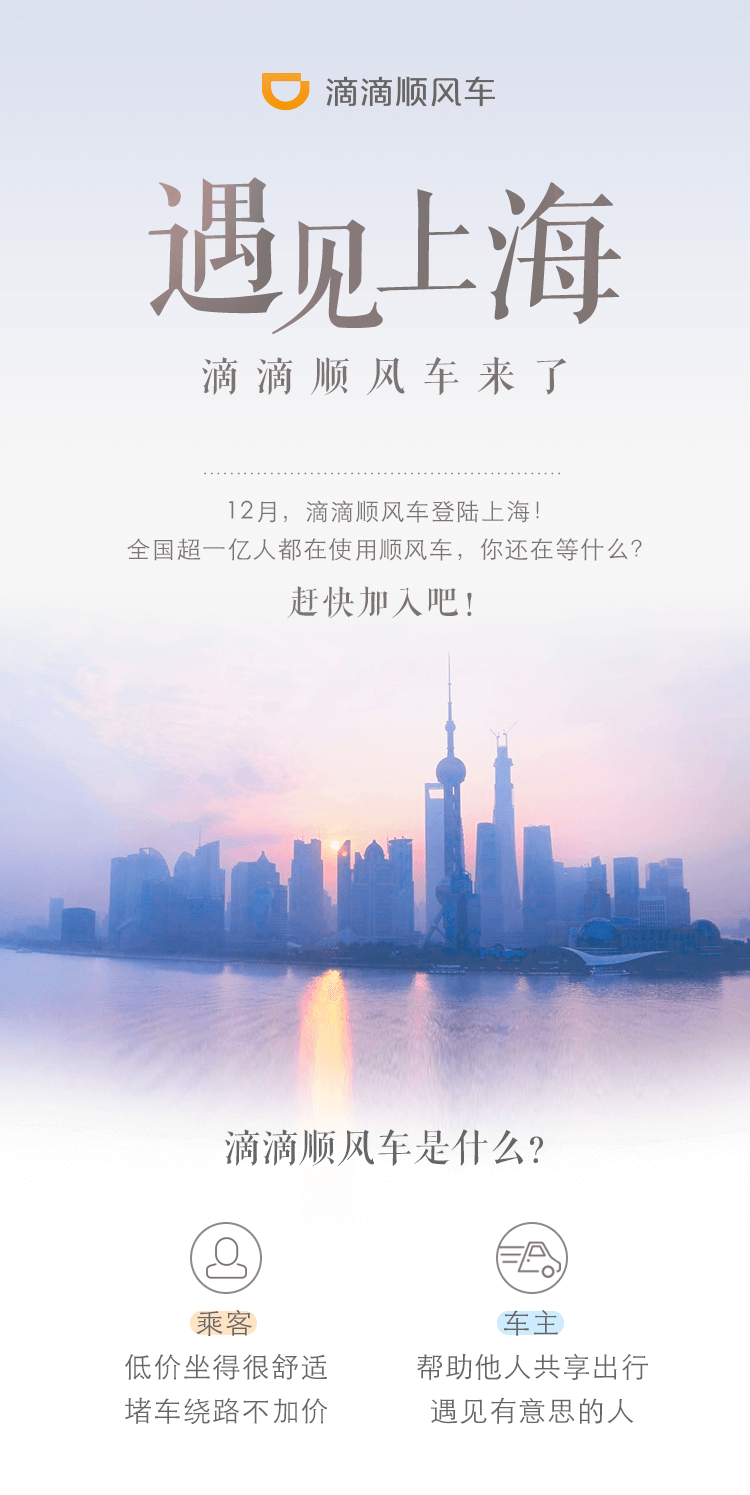 滴滴顺风车
遇见上海
滴滴顺风车来了
12月，滴滴顺风车登陆上海！
全国超一亿人都在使用顺风车，你还在等什么？
赶快加入吧！
滴滴顺风车是什么？
乘客
低价坐得很舒适
堵车绕路不加价
车主
帮助他人共享出行
遇见有意思的人